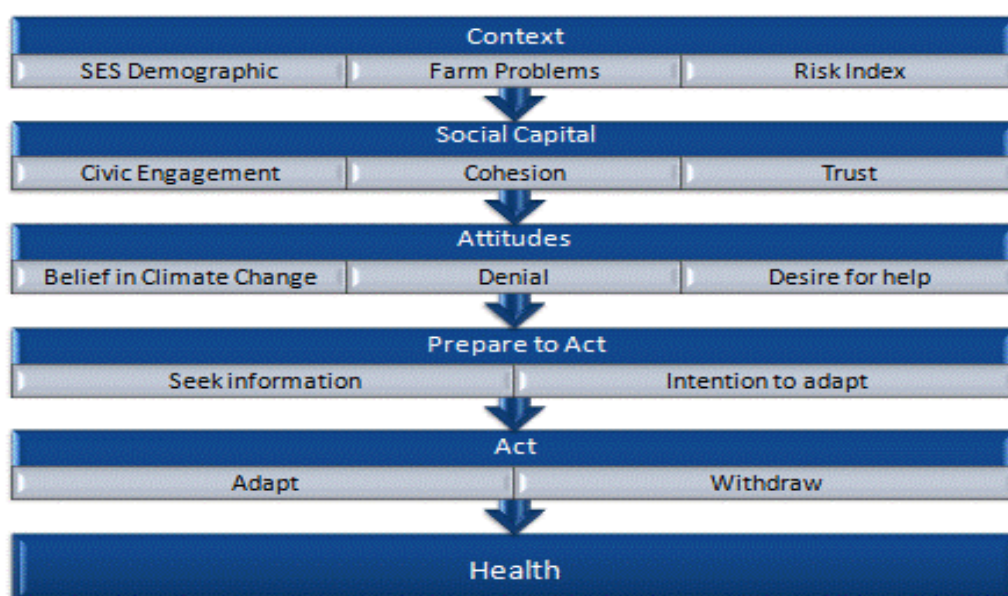 Context
SES Demographic Farm Problems Risk Index
Social Capital
Civic Engagement Cohesion Trust
Attitudes
Belief in Climate Change Denial Desire for help
Prepare to Act
Seek information Intention to adapt
Act
Adapt Withdraw
Health